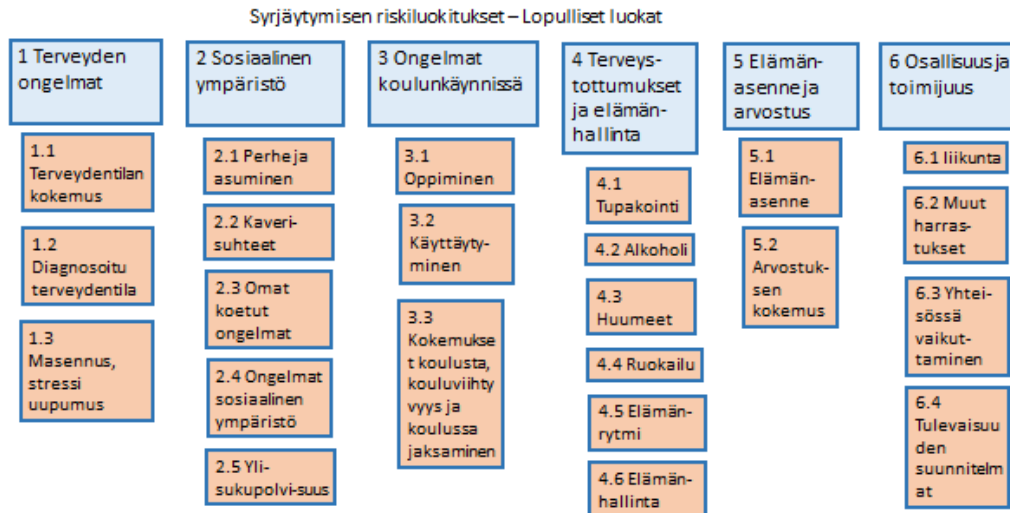 Syrjäytymisen riskiluokitukset – Lopulliset luokat
1 Terveyden
ongelmat
1.1
Terveydentilan
kokemus
1.2
Diagnosoitu
terveydentila
1.3
Masennus,
stressi
uupumus
2 Sosiaalinen
ympäristö
2.1 Perhe ja
asuminen
2.2 Kaveri-
suhteet
2.3 Omat
koetut
ongelmat
2.4 Ongelmat
sosiaalinen
ympäristö
2.5 Yli-
sukupolvi-suus
3 Ongelmat
koulunkäynnissä
3.1
Oppiminen
3.2
Käyttäyty-
minen
3.3
Kokemukse
t koulusta,
kouluviihty
vyys ja
koulussa
jaksaminen
4 Terveys-
tottumukset
ja elämän-
hallinta
4.1
Tupakointi
4.2 Alkoholi
4.3
Huumeet
4.4 Ruokailu
4.5 Elämän-
rytmi
4.6 Elämän-
hallinta
5 Elämän-
asenne ja
arvostus
5.1
Elämän-
asenne
5.2
Arvostuk-
sen
kokemus
6 Osallisuus ja
toimijuus
6.1 liikunta
6.2 Muut
harras-
tukset
6.3 Yhtei-
sössä
vaikut-
taminen
6.4
Tulevaisuu
den
suunnitelm
at